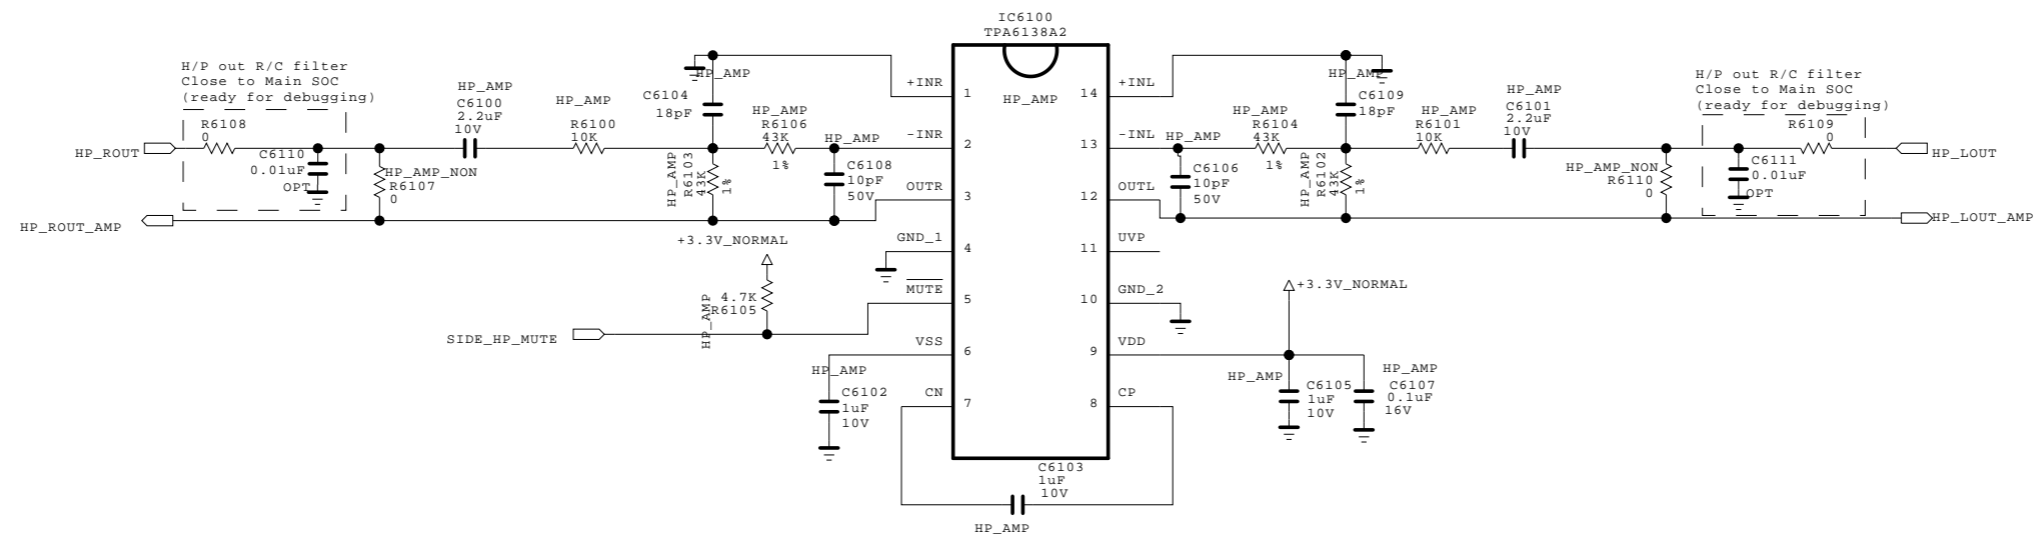 IC6100
TPA6138A2
HP_AMP
H/P out R/C filter
Close to Main SOC
(ready for debugging)
R6108
0
HP_ROUT
C6110
0.01uF
OPT
HP_AMP_NON
R6107
0
HP_AMP
C6100
2.2uF
10V
HP_AMP
R6100
10K
HP_AMP
C6104
18pF
HP_AMP
R6106
43K
1%
HP_AMP
R6103
43K
1%
HP_AMP
C6108
10pF
50V
HP_ROUT_AMP
+3.3V_NORMAL
HP_AMP
4.7K
R6105
SIDE_HP_MUTE
HP_AMP
C6102
1uF
10V
+INR
1
-INR
2
OUTR
3
GND_1
4
MUTE
5
VSS
6
CN
7
+INL
14
-INL
13
OUTL
12
UVP
11
GND_2
10
VDD
9
CP
8
C6103
1uF
10V
HP_AMP
HP_AMP
C6106
10pF
50V
HP_AMP
R6104
43K
1%
HP_AMP
C6109
18pF
HP_AMP
R6102
43K
1%
HP_AMP
R6101
10K
HP_AMP
C6101
2.2uF
10V
HP_AMP_NON
R6110
0
H/P out R/C filter
Close to Main SOC
(ready for debugging)
R6109
0
C6111
0.01uF
OPT
HP_LOUT
HP_LOUT_AMP
+3.3V_NORMAL
HP_AMP
C6105
1uF
10V
HP_AMP
C6107
0.1uF
16V